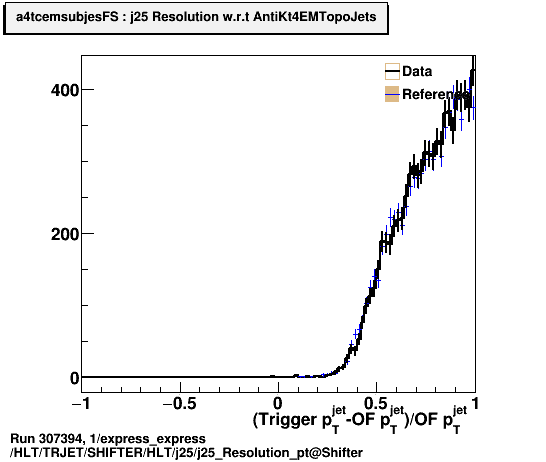 a4tcemsubjesFS : j25 Resolution w.r.t AntiKt4EMTopoJets
Data
Reference
400
200
0
−1 −0.5 0 0.5 1
(Trigger p_T^jet -OF p_T^jet)/OF p_T^jet
Run 307394, 1/express_express
/HLT/TRJET/SHIFTER/HLT/j25/j25_Resolution_pt@Shifter